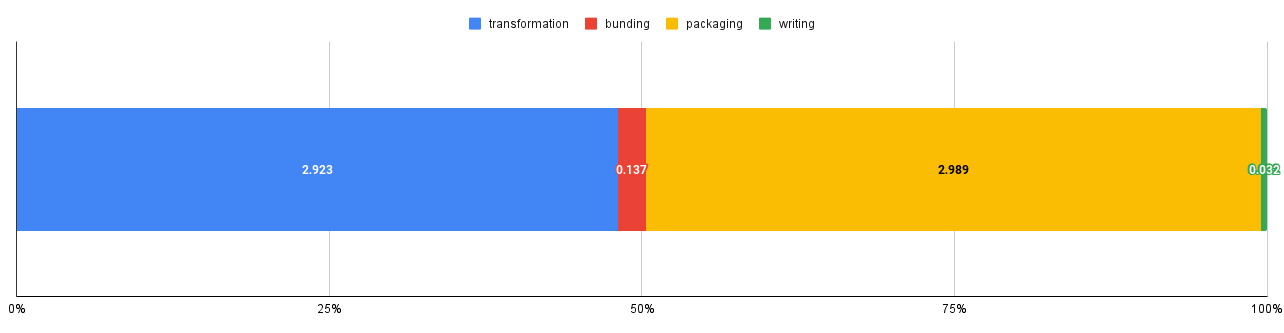 transformation bunding packaging writing
2.923 0.137 2.989 0.032
0% 25% 50% 75% 100%